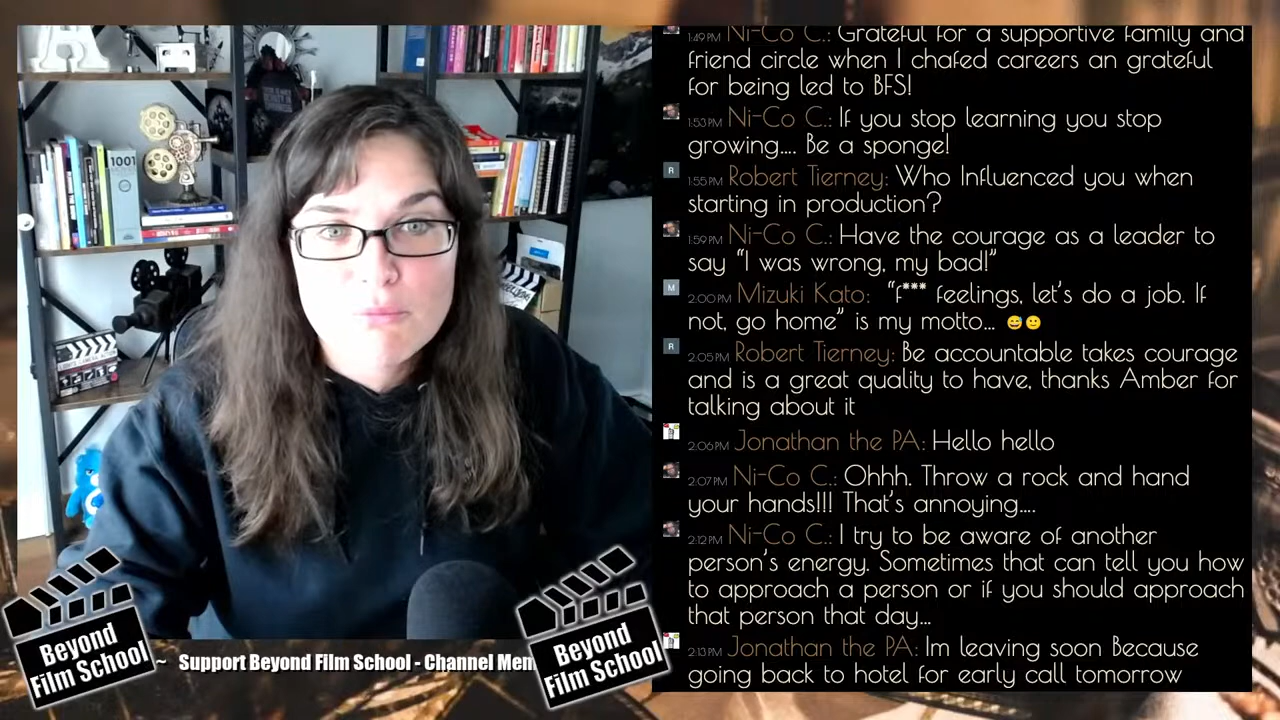 A
1001
Beyond
Film School
~ Support Beyond Film School - Channel Mem
Beyond
Film School
1:49 PM Ni-Co C.: Grateful for a supportive family and
friend circle when I chafed careers an grateful
for being led to BFS!
1:53 PM Ni-Co C.: If you stop learning you stop
growing.... Be a sponge!
R 1:55 PM Robert Tierney: Who Influenced you when
starting in production?
1:59 PM Ni-Co C.: Have the courage as a leader to
say “I was wrong, my bad!”
M 2:00 PM Mizuki Kato: “f*** feelings, let’s do a job. If
not, go home” is my motto... 😅🙂
R 2:05 PM Robert Tierney: Be accountable takes courage
and is a great quality to have, thanks Amber for
talking about it
2:06 PM Jonathan the PA: Hello hello
2:07 PM Ni-Co C.: Ohhh. Throw a rock and hand
your hands!!! That’s annoying....
2:12 PM Ni-Co C.: I try to be aware of another
person’s energy. Sometimes that can tell you how
to approach a person or if you should approach
that person that day...
2:13 PM Jonathan the PA: Im leaving soon Because
going back to hotel for early call tomorrow